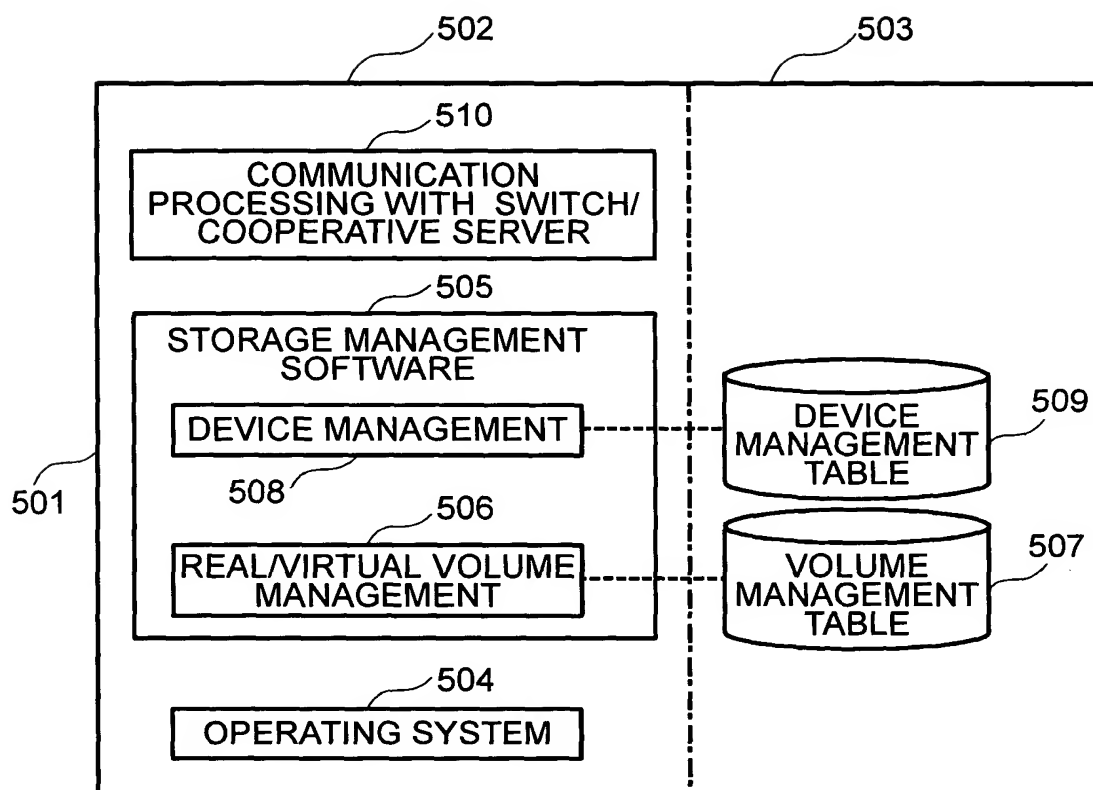 502
503
510
COMMUNICATION
PROCESSING WITH SWITCH/
COOPERATIVE SERVER
505
STORAGE MANAGEMENT
SOFTWARE
DEVICE MANAGEMENT
508
DEVICE
MANAGEMENT
TABLE
509
501
506
REAL/VIRTUAL VOLUME
MANAGEMENT
VOLUME
MANAGEMENT
TABLE
507
504
OPERATING SYSTEM